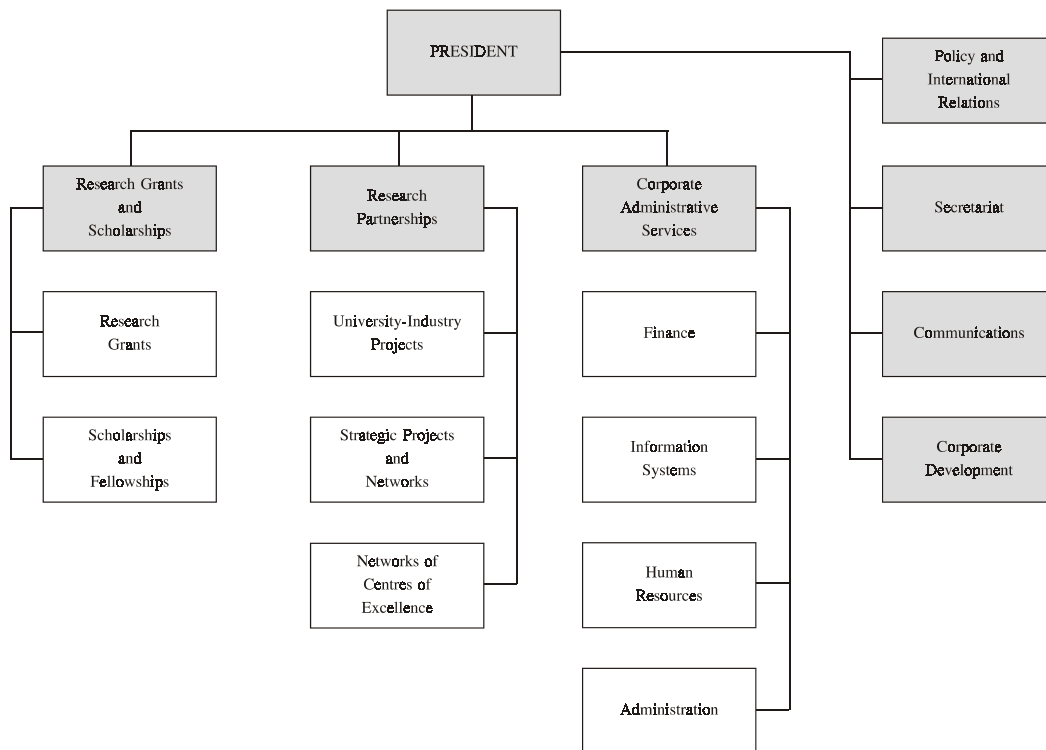 PRESIDENT
Policy and
International
Relations
Research Grants
and
Scholarships
Research
Partnerships
Corporate
Administrative
Services
Secretariat
Research
Grants
University-Industry
Projects
Finance
Communications
Scholarships
and
Fellowships
Strategic Projects
and
Networks
Information
Systems
Corporate
Development
Networks of
Centres of
Excellence
Human
Resources
Administration